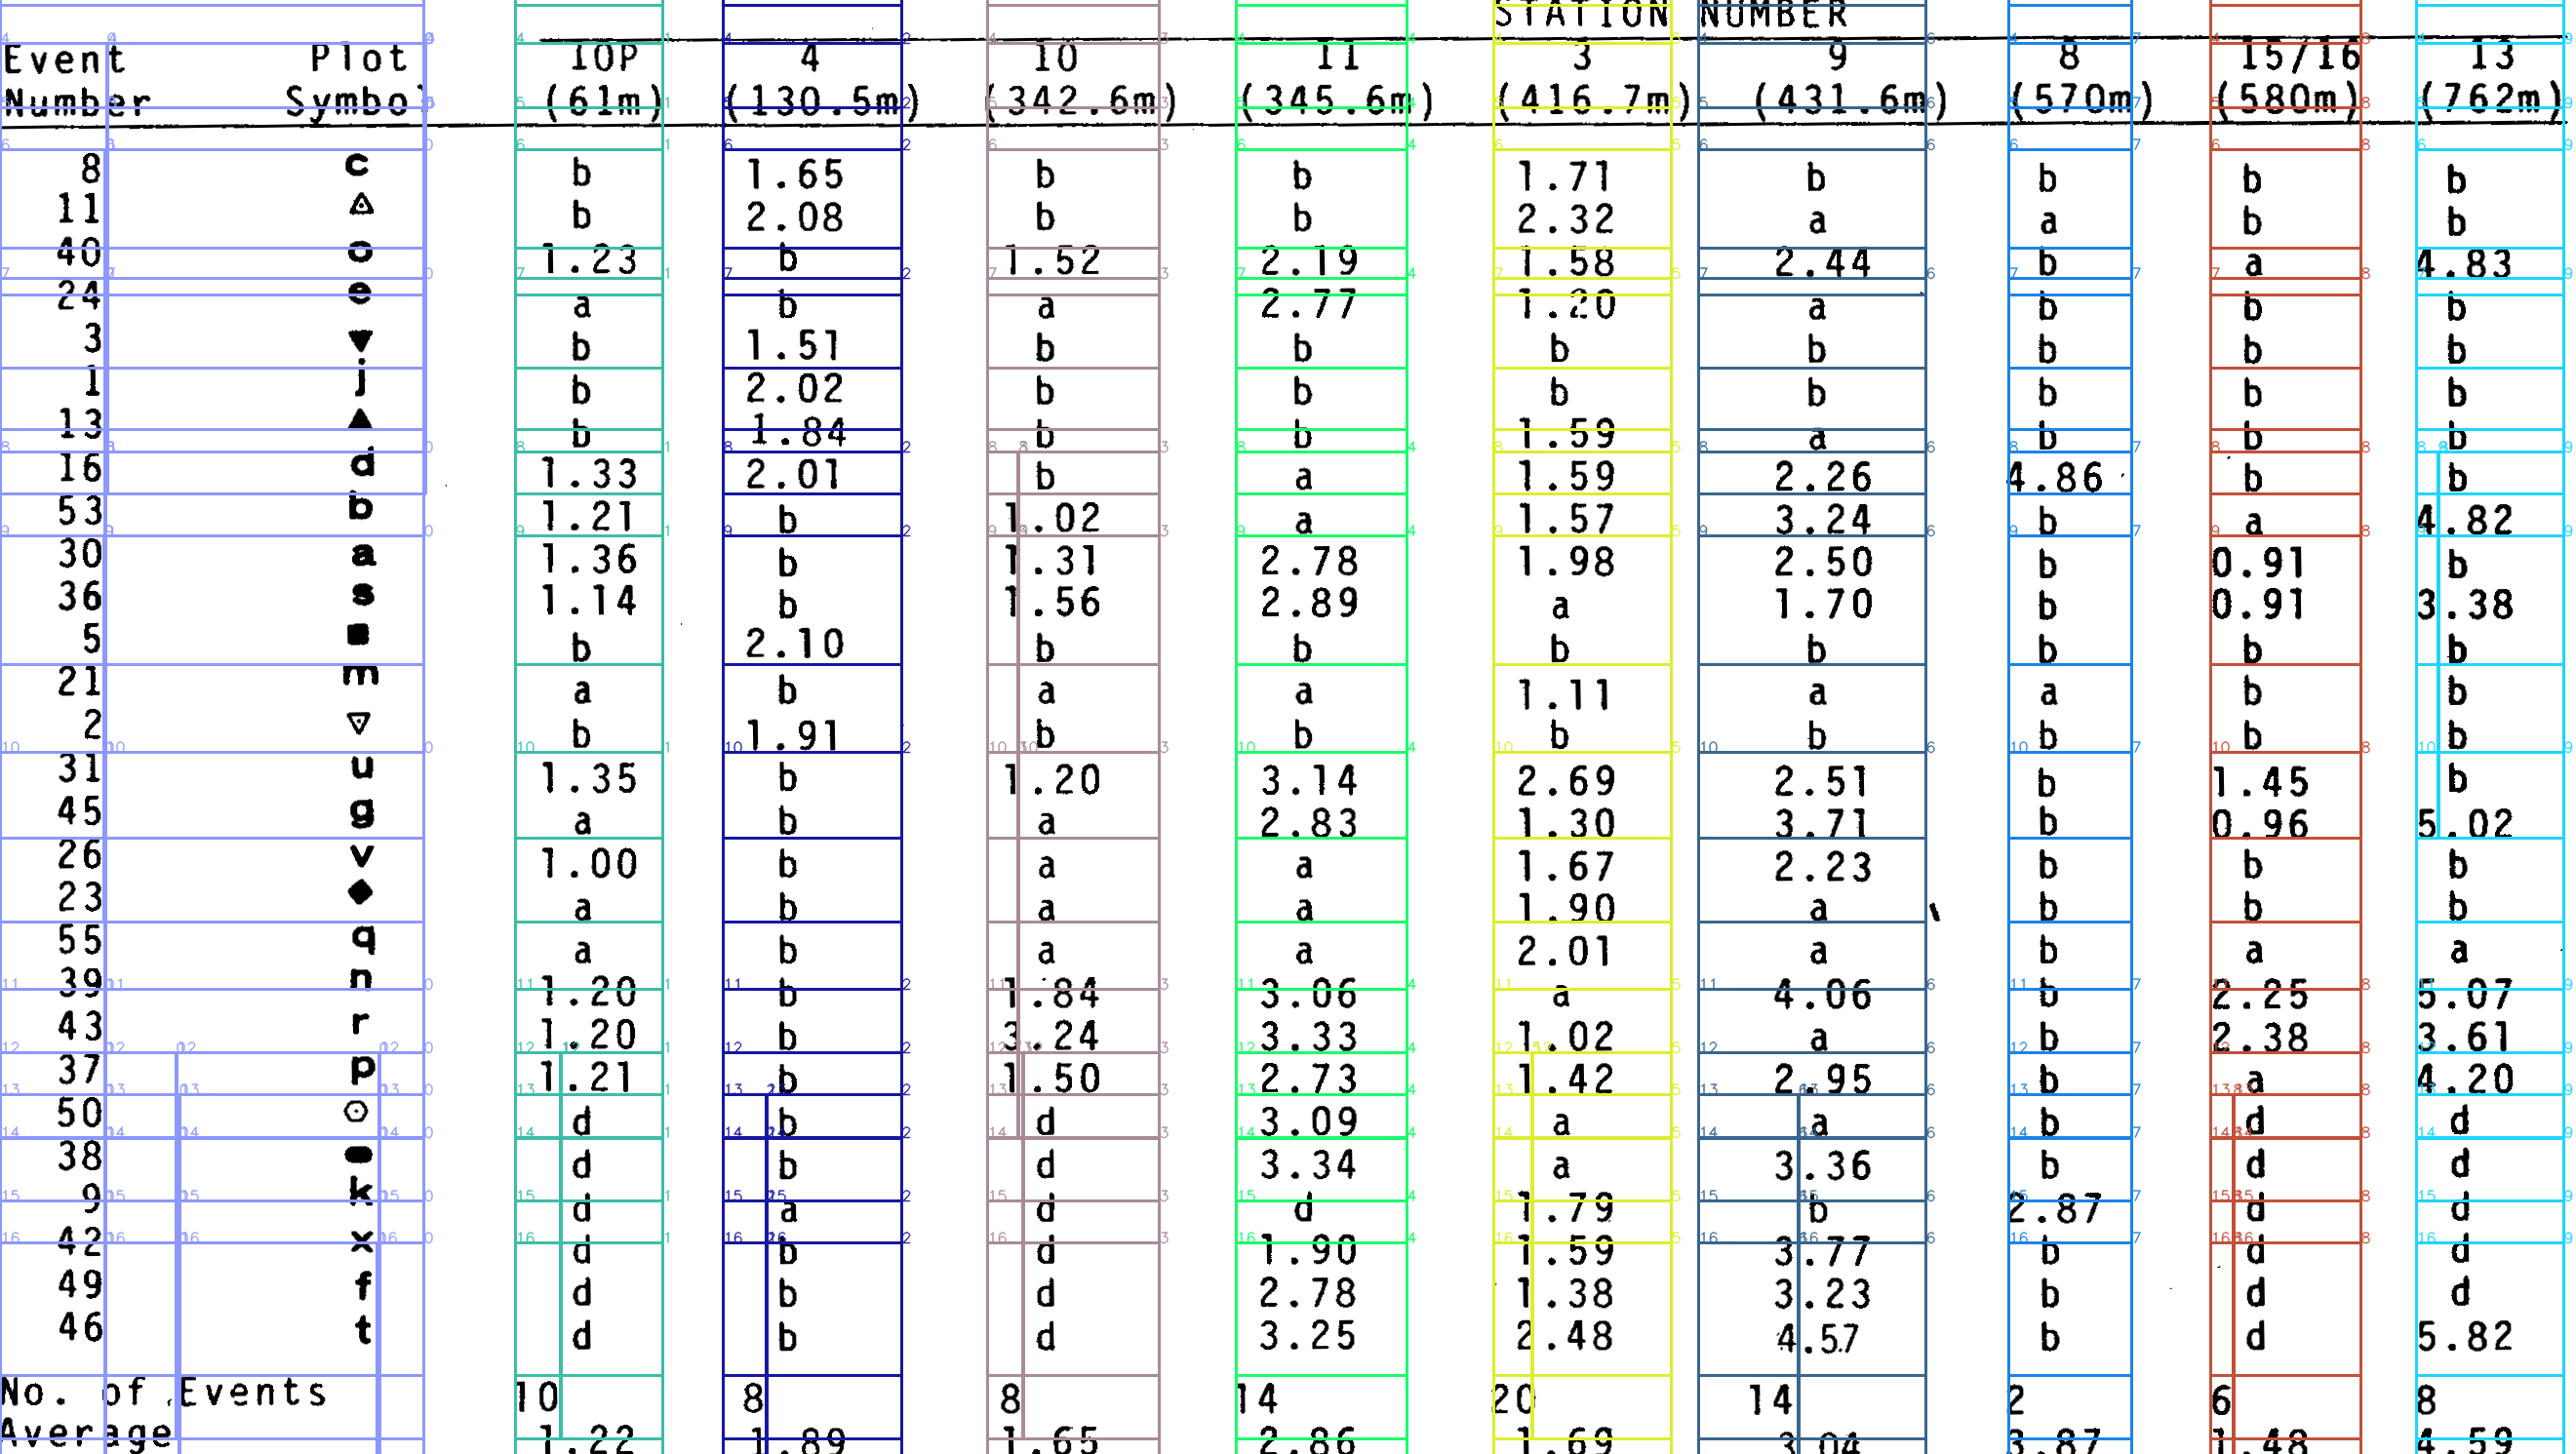 STATION NUMBER
Event Plot 10P 4 10 11 3 9 8 15/16 13
Number Symbol (61m) (130.5m) (342.6m) (345.6m) (416.7m) (431.6m) (570m) (580m) (762m)
8 c b 1.65 b b 1.71 b b b b
11 b 2.08 b b 2.32 a a b b
40 o 1.23 b 1.52 2.19 1.58 2.44 b a 4.83
24 e a b a 2.77 1.20 a b b b
3 ▼ b 1.51 b b b b b b b
1 j b 2.02 b b b b b b b
13 ▲ b 1.84 b b 1.59 a b b b
16 d 1.33 2.01 b a 1.59 2.26 4.86 b b
53 b 1.21 b 1.02 a 1.57 3.24 b a 4.82
30 a 1.36 b 1.31 2.78 1.98 2.50 b 0.91 b
36 s 1.14 b 1.56 2.89 a 1.70 b 0.91 3.38
5 ■ b 2.10 b b b b b b b
21 m a b a a 1.11 a a b b
2 b 1.91 b b b b b b b
31 u 1.35 b 1.20 3.14 2.69 2.51 b 1.45 b
45 g a b a 2.83 1.30 3.71 b 0.96 5.02
26 v 1.00 b a a 1.67 2.23 b b b
23 ◆ a b a a 1.90 a b b b
55 q a b a a 2.01 a b a a
39 n 1.20 b 1.84 3.06 a 4.06 b 2.25 5.07
43 r 1.20 b 3.24 3.33 1.02 a b 2.38 3.61
37 p 1.21 b 1.50 2.73 1.42 2.95 b a 4.20
50 d b d 3.09 a a b d d
38 d b d 3.34 a 3.36 b d d
9 k d a d d 1.79 b 2.87 d d
42 x d b d 1.90 1.59 3.77 b d d
49 f d b d 2.78 1.38 3.23 b d d
46 t d b d 3.25 2.48 4.57 b d 5.82
No. of Events 10 8 8 14 20 14 2 6 8
Average 1.22 1.89 1.65 2.86 1.69 3.04 3.87 1.48 4.59